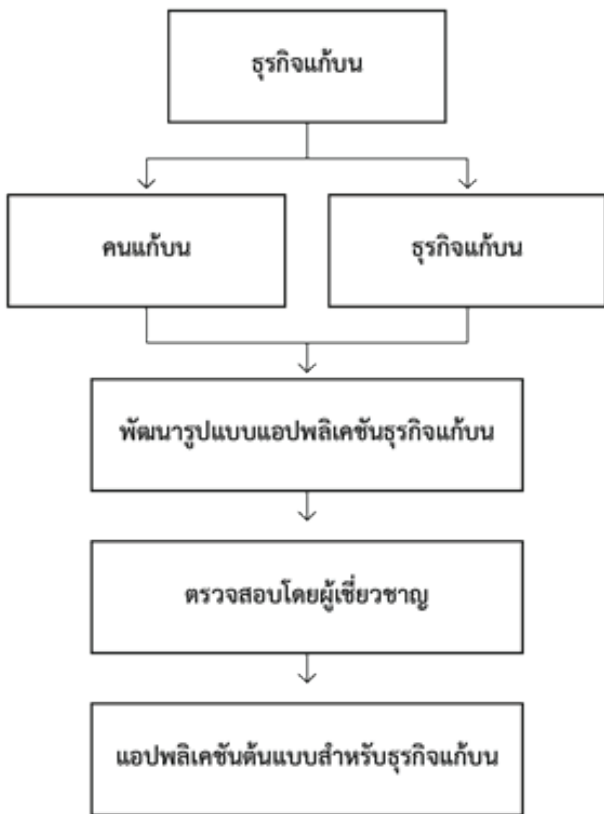 ธุรกิจแก้บน
คนแก้บน
ธุรกิจแก้บน
พัฒนารูปแบบแอปพลิเคชันธุรกิจแก้บน
ตรวจสอบโดยผู้เชี่ยวชาญ
แอปพลิเคชันต้นแบบสำหรับธุรกิจแก้บน